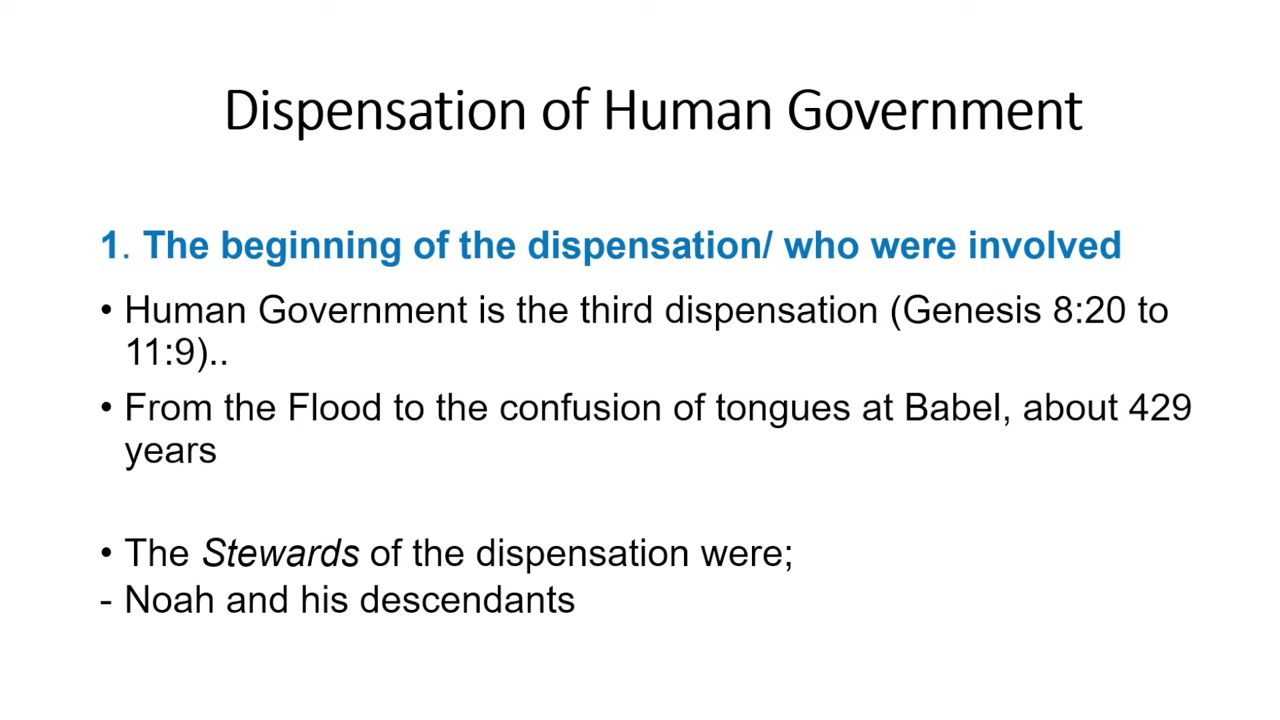 Dispensation of Human Government
1. The beginning of the dispensation/ who were involved
• Human Government is the third dispensation (Genesis 8:20 to
11:9)..
• From the Flood to the confusion of tongues at Babel, about 429
years
• The Stewards of the dispensation were;
- Noah and his descendants